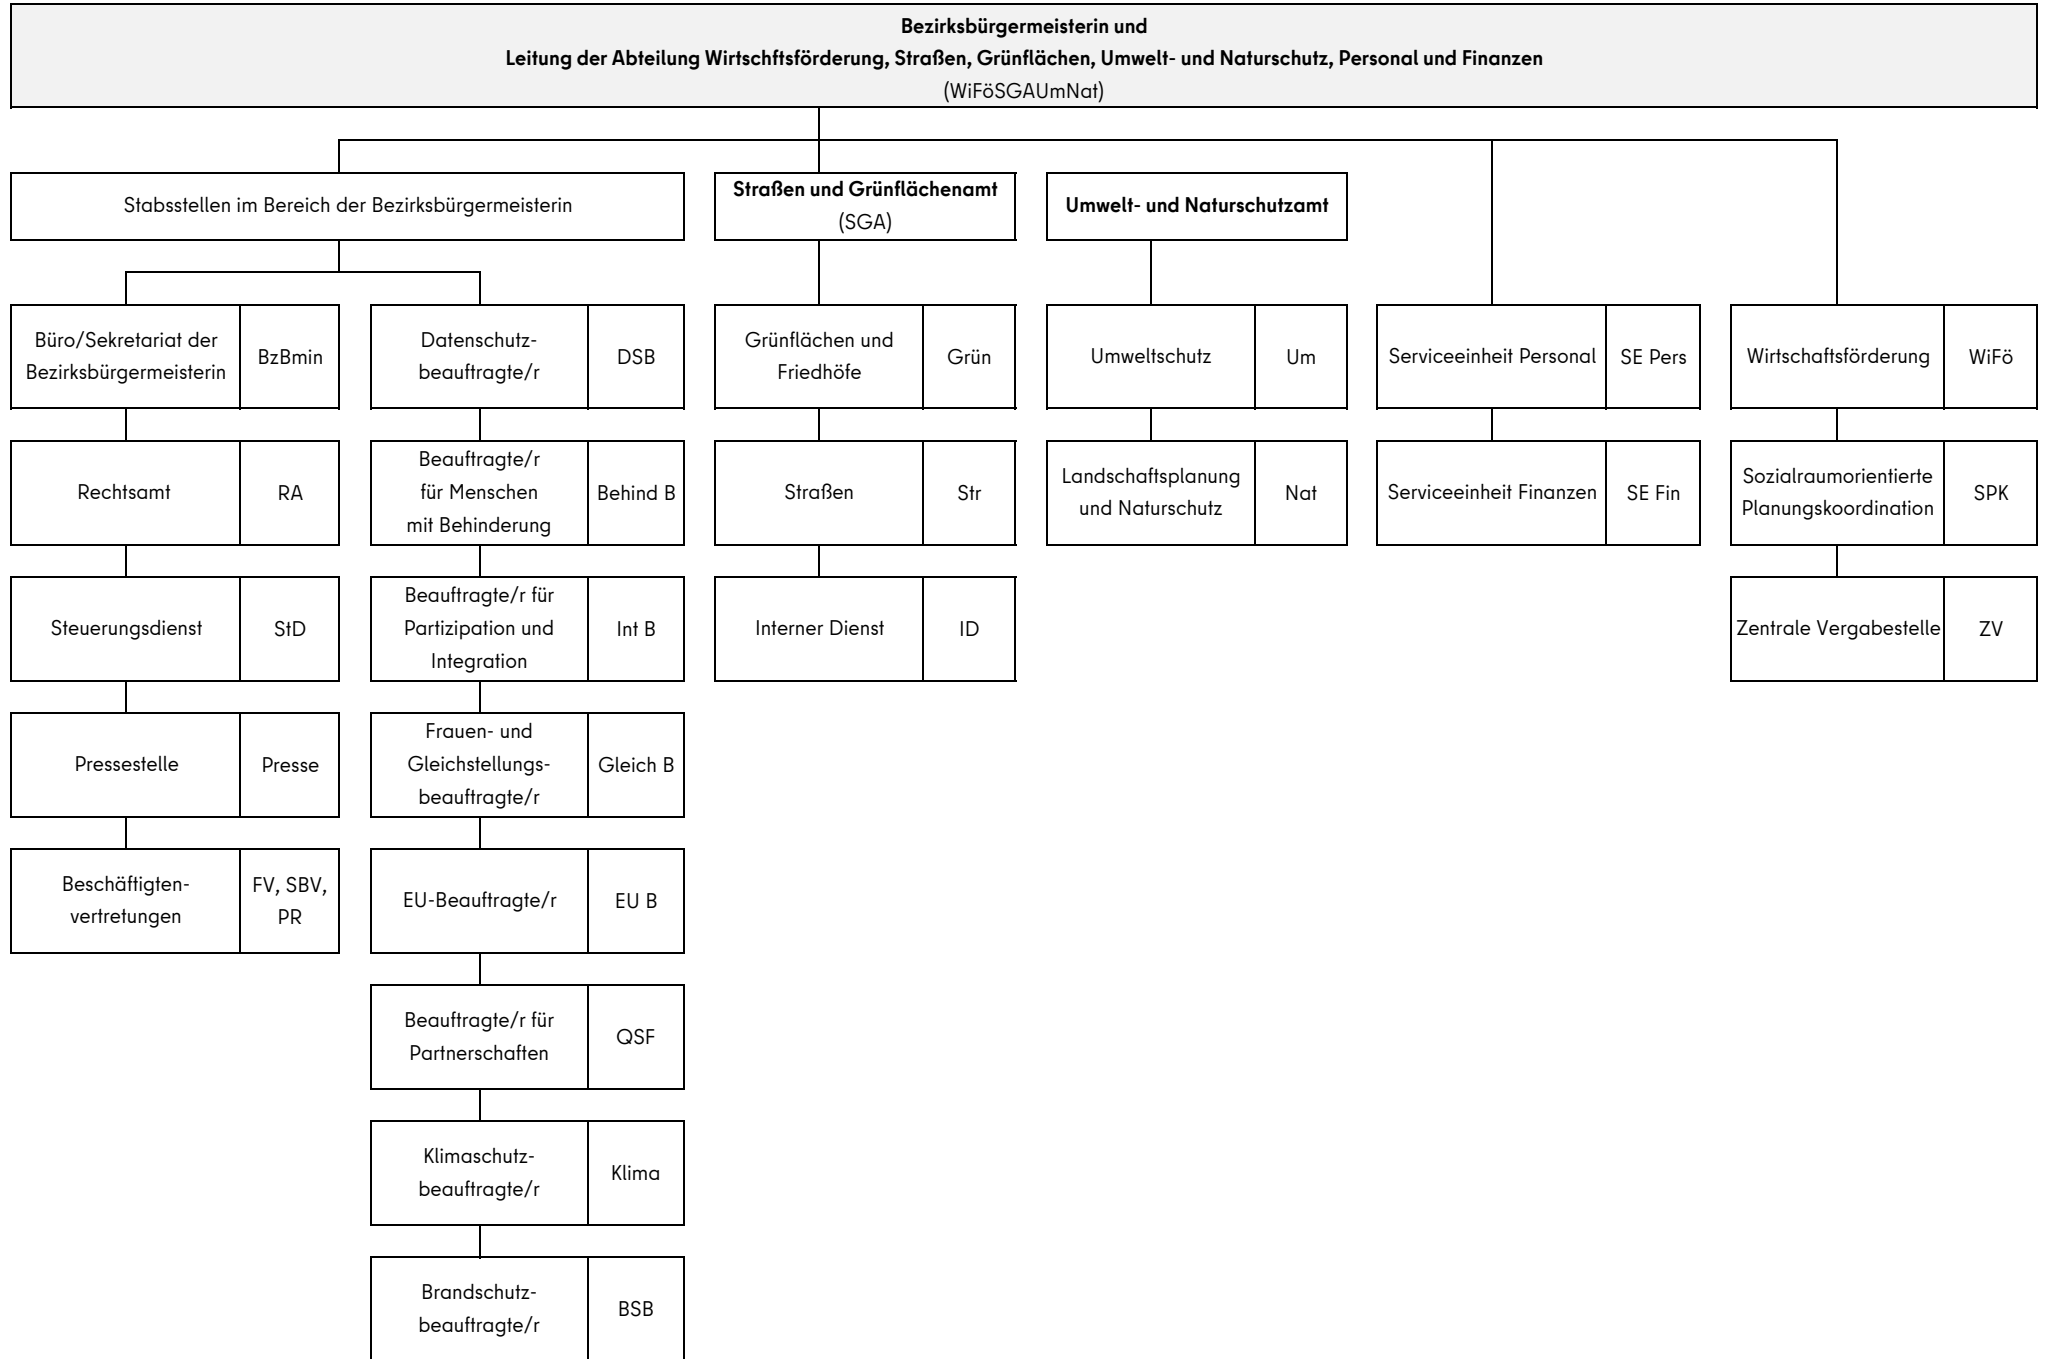 Bezirksbürgermeisterin und
Leitung der Abteilung Wirtschftsförderung, Straßen, Grünflächen, Umwelt- und Naturschutz, Personal und Finanzen
(WiFöSGAUmNat)
Stabsstellen im Bereich der Bezirksbürgermeisterin
Büro/Sekretariat der
Bezirksbürgermeisterin
BzBmin
Rechtsamt
RA
Steuerungsdienst
StD
Pressestelle
Presse
Beschäftigten-
vertretungen
FV, SBV,
PR
Datenschutz-
beauftragte/r
DSB
Beauftragte/r
für Menschen
mit Behinderung
Behind B
Beauftragte/r für
Partizipation und
Integration
Int B
Frauen- und
Gleichstellungs-
beauftragte/r
Gleich B
EU-Beauftragte/r
EU B
Beauftragte/r für
Partnerschaften
QSF
Klimaschutz-
beauftragte/r
Klima
Brandschutz-
beauftragte/r
BSB
Straßen und Grünflächenamt
(SGA)
Grünflächen und
Friedhöfe
Grün
Straßen
Str
Interner Dienst
ID
Umwelt- und Naturschutzamt
Umweltschutz
Um
Landschaftsplanung
und Naturschutz
Nat
Serviceeinheit Personal
SE Pers
Serviceeinheit Finanzen
SE Fin
Wirtschaftsförderung
WiFö
Sozialraumorientierte
Planungskoordination
SPK
Zentrale Vergabestelle
ZV